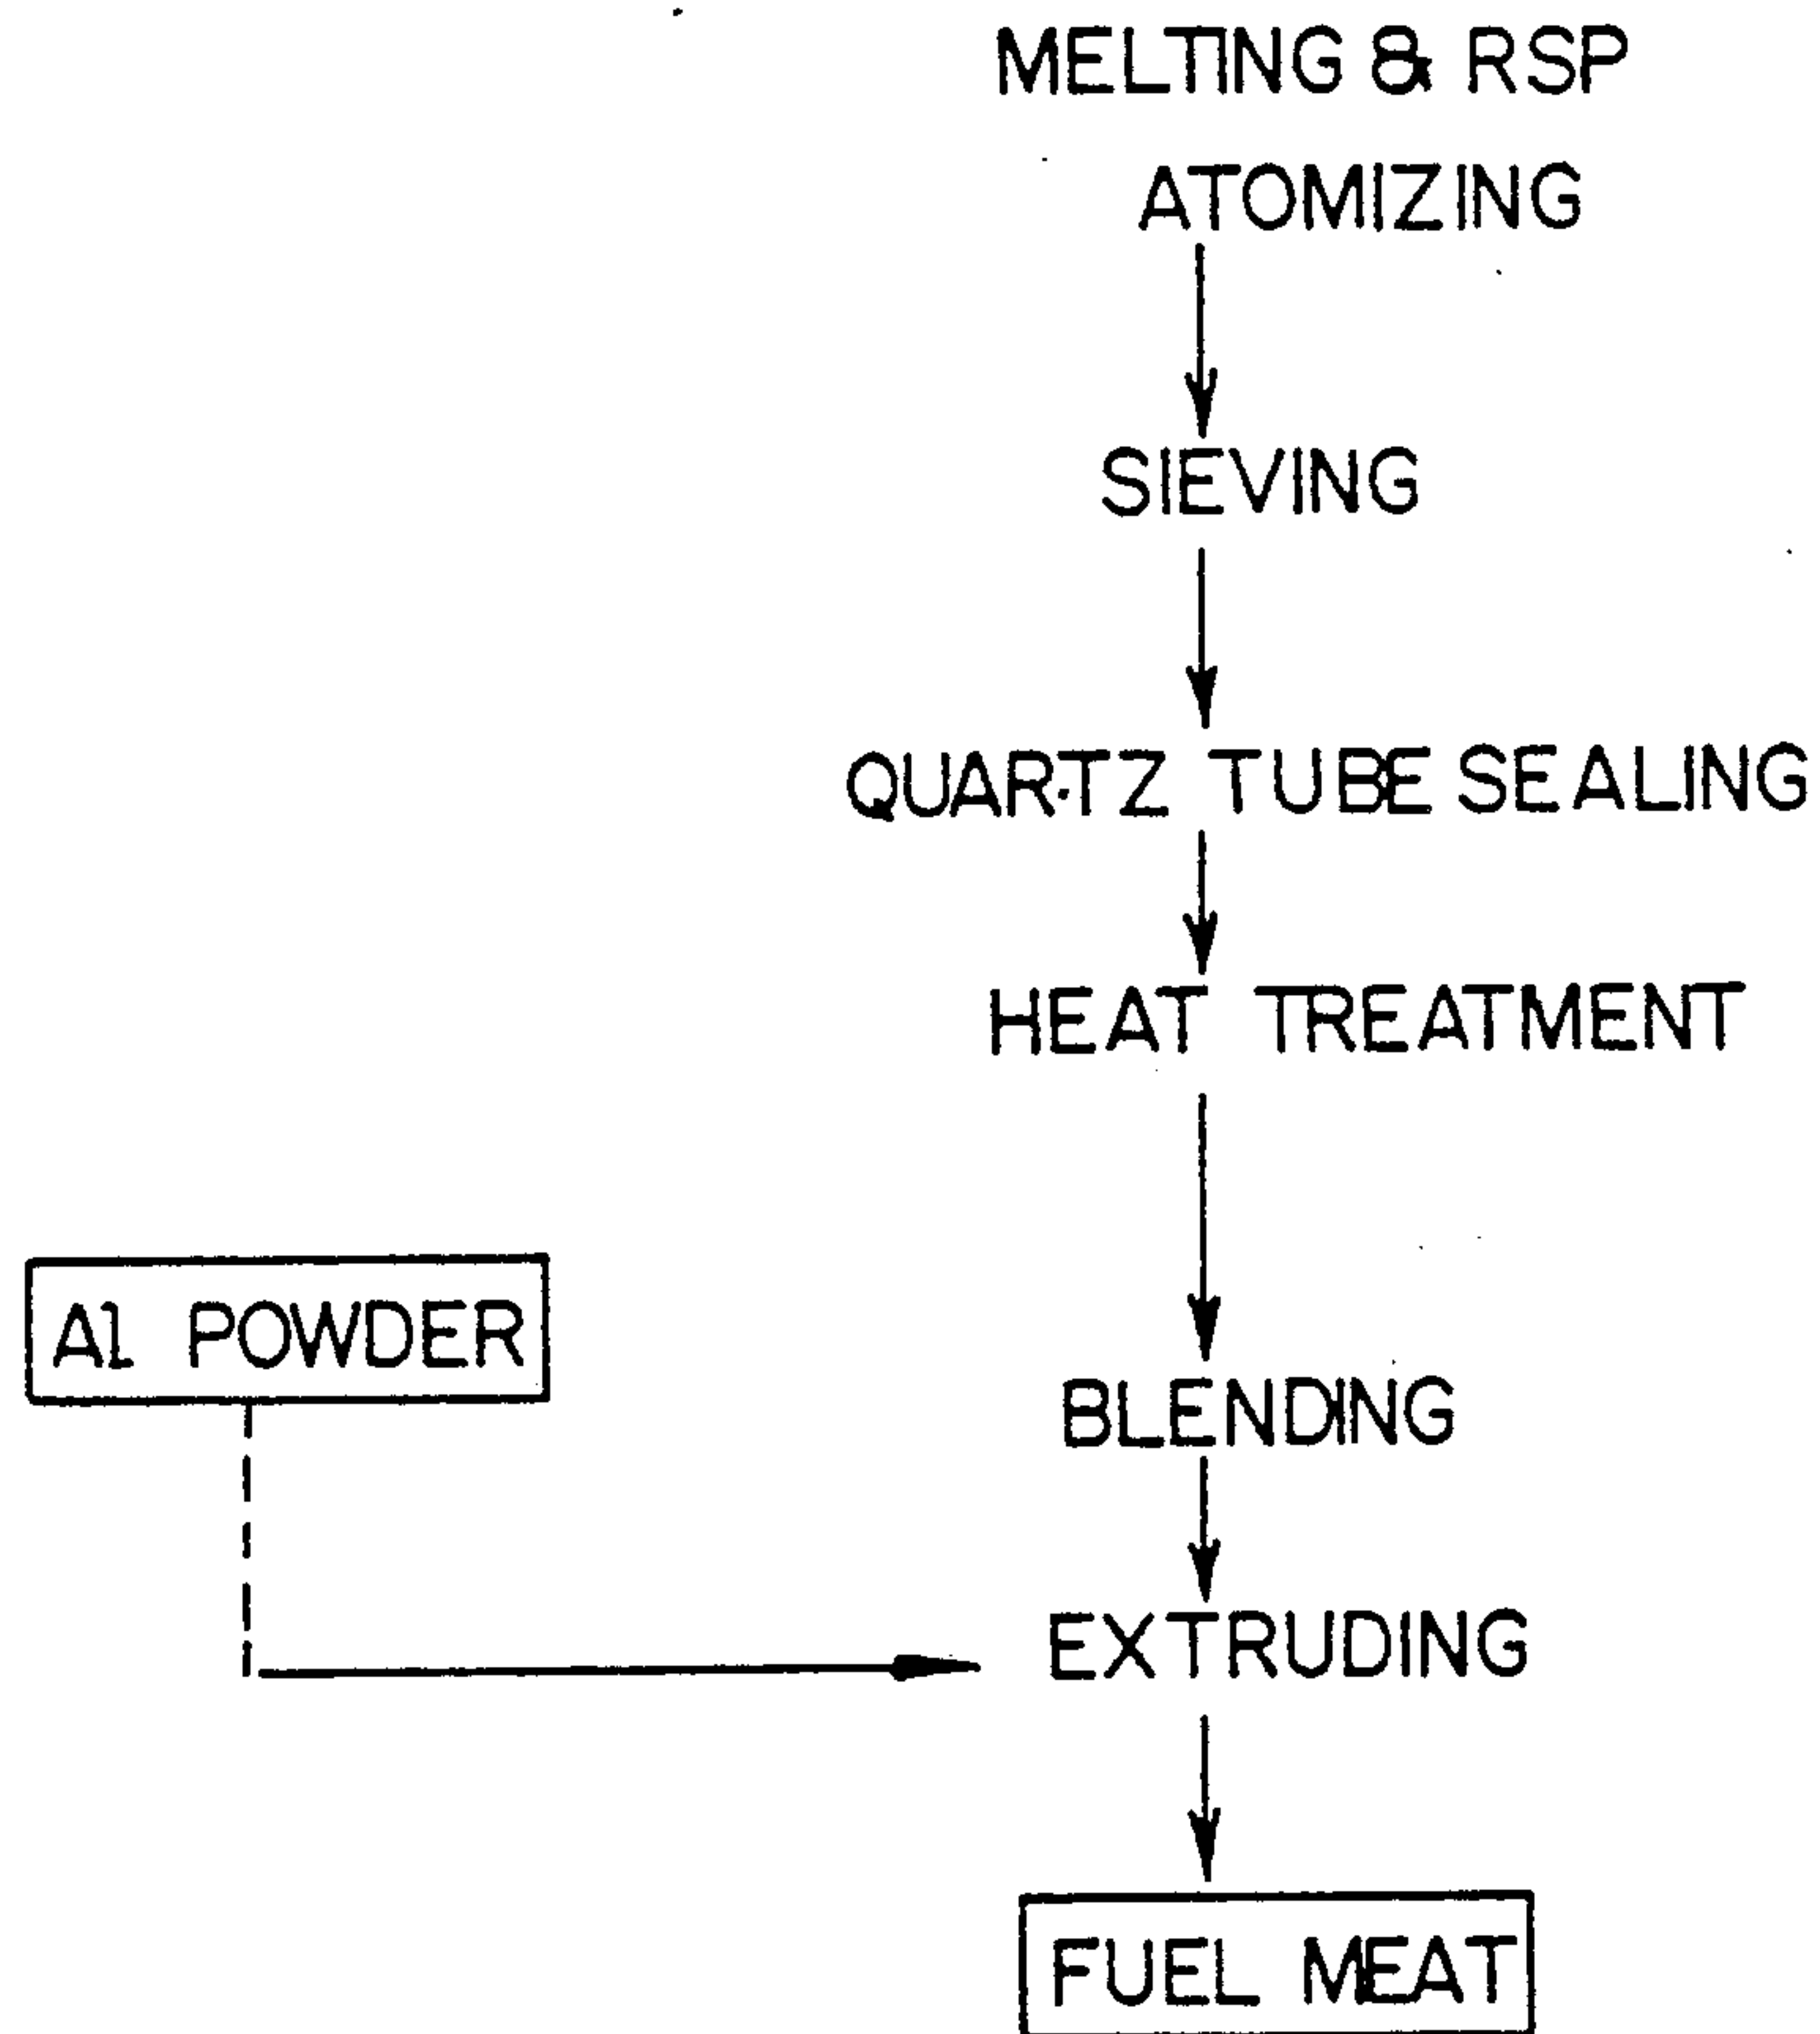 MELTING & RSP
ATOMIZING
SIEVING
QUARTZ TUBE SEALING
HEAT TREATMENT
Al POWDER
BLENDING
EXTRUDING
FUEL MEAT